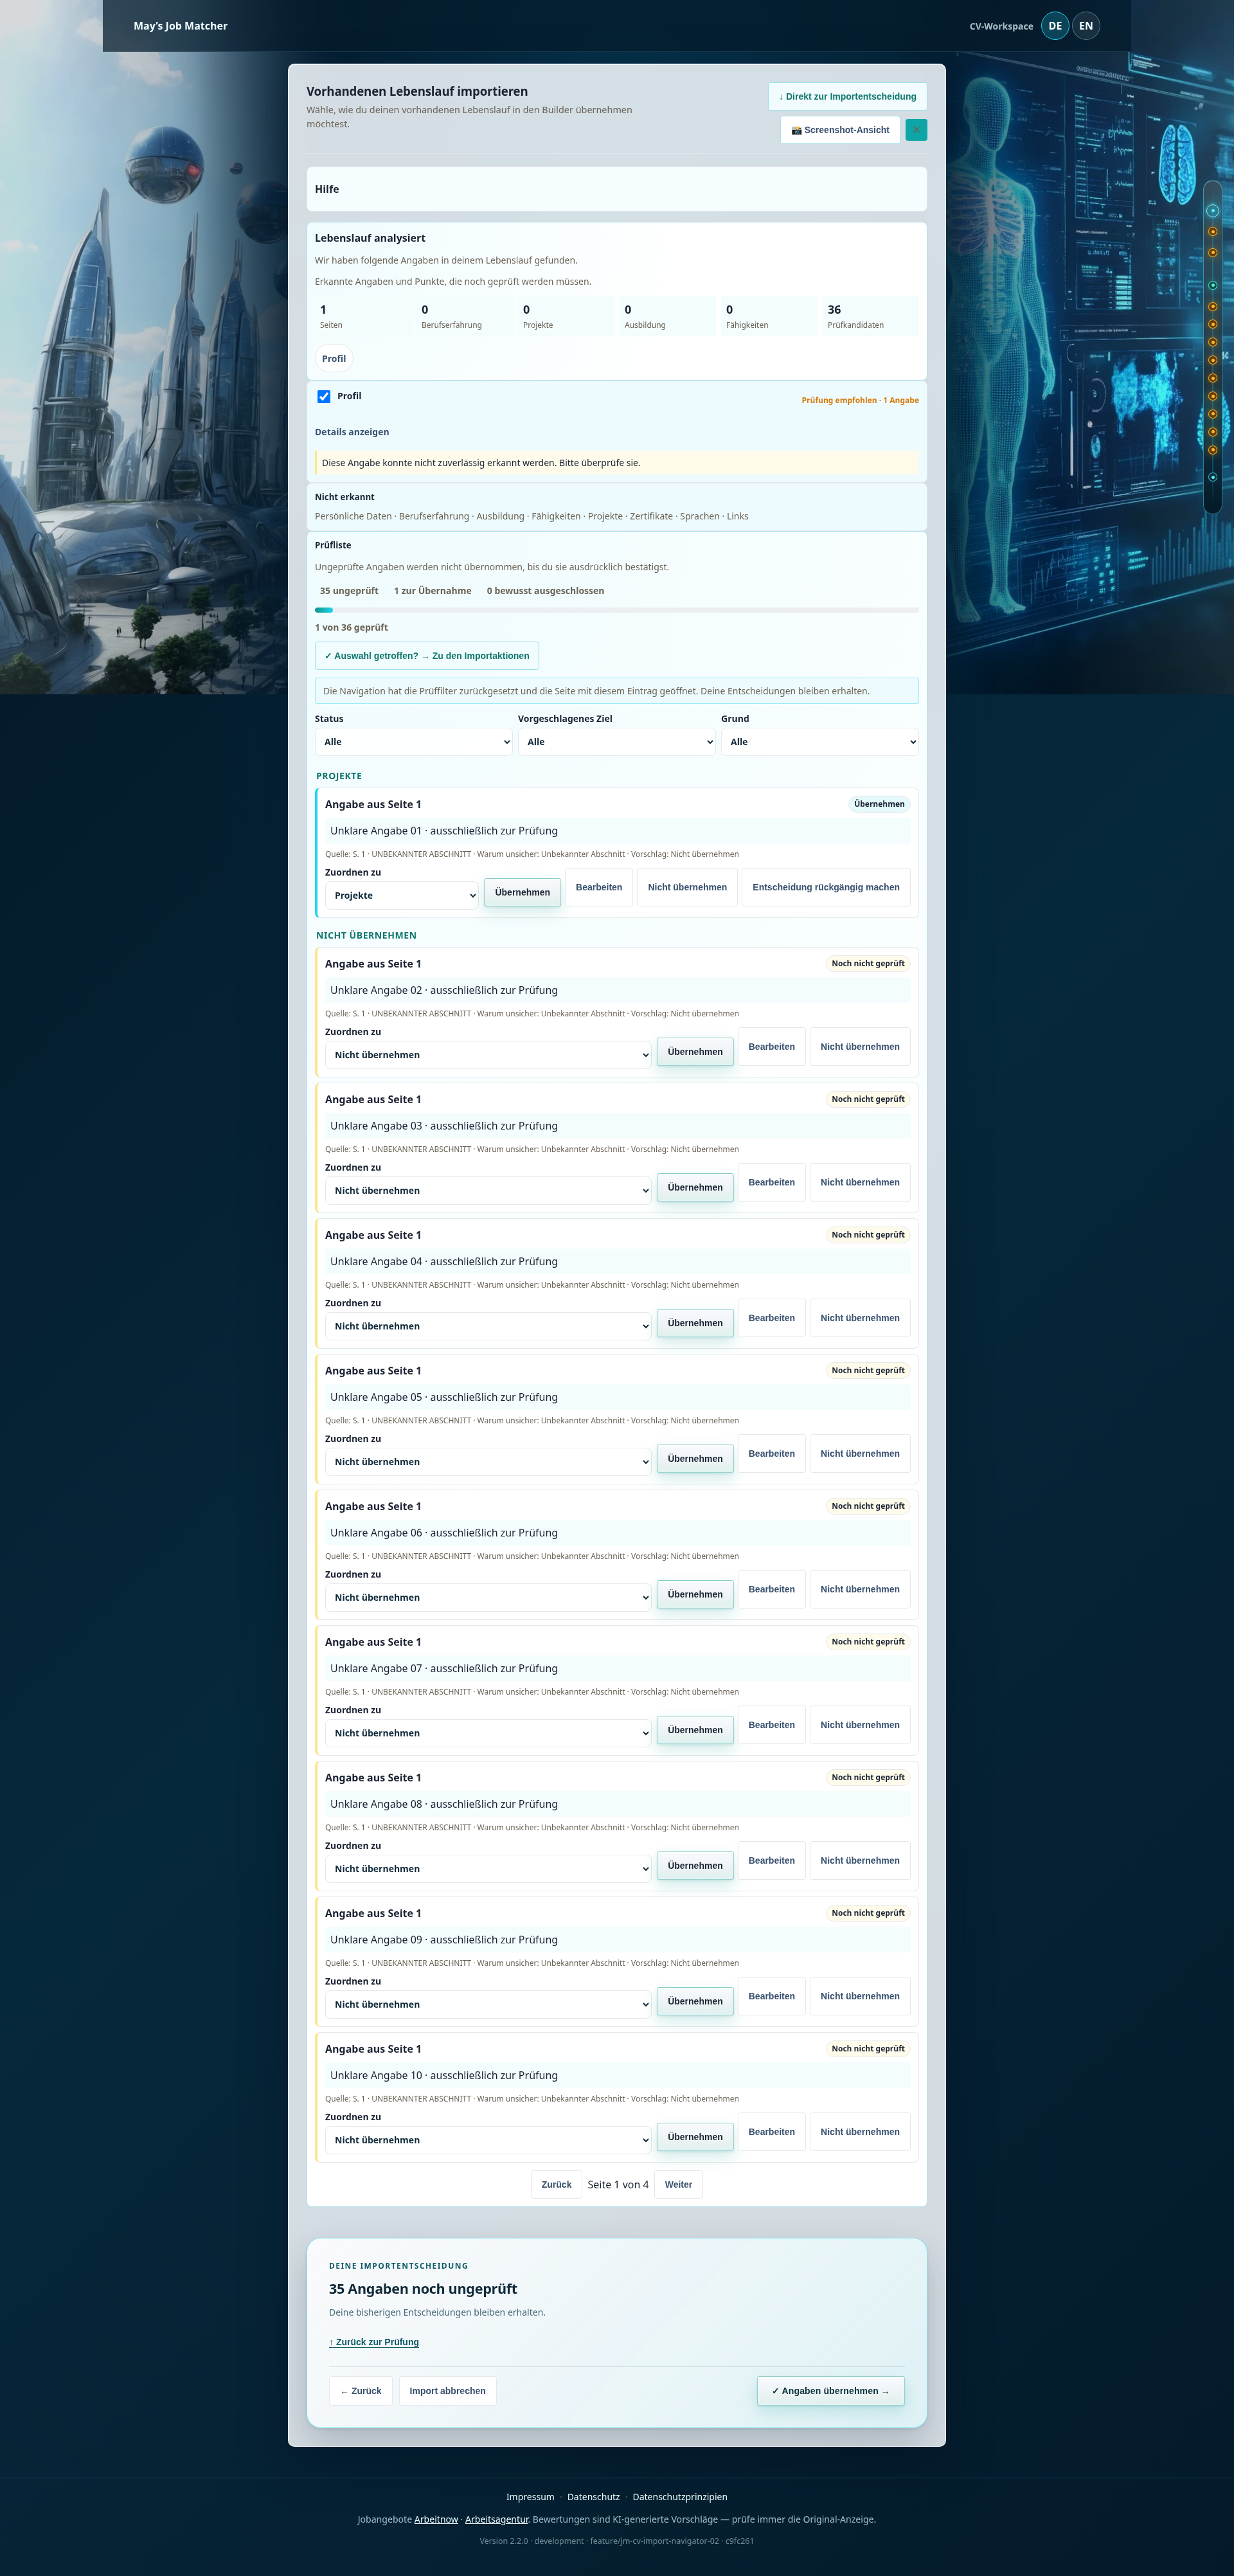 May's Job Matcher
CV-Workspace DE EN
Vorhandenen Lebenslauf importieren
Wähle, wie du deinen vorhandenen Lebenslauf in den Builder übernehmen
möchtest.
↓ Direkt zur Importentscheidung
📸 Screenshot-Ansicht ✕
Hilfe
Lebenslauf analysiert
Wir haben folgende Angaben in deinem Lebenslauf gefunden.
Erkannte Angaben und Punkte, die noch geprüft werden müssen.
1 0 0 0 0 36
Seiten Berufserfahrung Projekte Ausbildung Fähigkeiten Prüfkandidaten
Profil
Profil Prüfung empfohlen · 1 Angabe
Details anzeigen
Diese Angabe konnte nicht zuverlässig erkannt werden. Bitte überprüfe sie.
Nicht erkannt
Persönliche Daten · Berufserfahrung · Ausbildung · Fähigkeiten · Projekte · Zertifikate · Sprachen · Links
Prüfliste
Ungeprüfte Angaben werden nicht übernommen, bis du sie ausdrücklich bestätigst.
35 ungeprüft 1 zur Übernahme 0 bewusst ausgeschlossen
1 von 36 geprüft
✓ Auswahl getroffen? → Zu den Importaktionen
Die Navigation hat die Prüffilter zurückgesetzt und die Seite mit diesem Eintrag geöffnet. Deine Entscheidungen bleiben erhalten.
Status Vorgeschlagenes Ziel Grund
Alle Alle Alle
PROJEKTE
Angabe aus Seite 1 Übernehmen
Unklare Angabe 01 · ausschließlich zur Prüfung
Quelle: S. 1 · UNBEKANNTER ABSCHNITT · Warum unsicher: Unbekannter Abschnitt · Vorschlag: Nicht übernehmen
Zuordnen zu
Projekte Übernehmen Bearbeiten Nicht übernehmen Entscheidung rückgängig machen
NICHT ÜBERNEHMEN
Angabe aus Seite 1 Noch nicht geprüft
Unklare Angabe 02 · ausschließlich zur Prüfung
Quelle: S. 1 · UNBEKANNTER ABSCHNITT · Warum unsicher: Unbekannter Abschnitt · Vorschlag: Nicht übernehmen
Zuordnen zu
Nicht übernehmen Übernehmen Bearbeiten Nicht übernehmen
Angabe aus Seite 1 Noch nicht geprüft
Unklare Angabe 03 · ausschließlich zur Prüfung
Quelle: S. 1 · UNBEKANNTER ABSCHNITT · Warum unsicher: Unbekannter Abschnitt · Vorschlag: Nicht übernehmen
Zuordnen zu
Nicht übernehmen Übernehmen Bearbeiten Nicht übernehmen
Angabe aus Seite 1 Noch nicht geprüft
Unklare Angabe 04 · ausschließlich zur Prüfung
Quelle: S. 1 · UNBEKANNTER ABSCHNITT · Warum unsicher: Unbekannter Abschnitt · Vorschlag: Nicht übernehmen
Zuordnen zu
Nicht übernehmen Übernehmen Bearbeiten Nicht übernehmen
Angabe aus Seite 1 Noch nicht geprüft
Unklare Angabe 05 · ausschließlich zur Prüfung
Quelle: S. 1 · UNBEKANNTER ABSCHNITT · Warum unsicher: Unbekannter Abschnitt · Vorschlag: Nicht übernehmen
Zuordnen zu
Nicht übernehmen Übernehmen Bearbeiten Nicht übernehmen
Angabe aus Seite 1 Noch nicht geprüft
Unklare Angabe 06 · ausschließlich zur Prüfung
Quelle: S. 1 · UNBEKANNTER ABSCHNITT · Warum unsicher: Unbekannter Abschnitt · Vorschlag: Nicht übernehmen
Zuordnen zu
Nicht übernehmen Übernehmen Bearbeiten Nicht übernehmen
Angabe aus Seite 1 Noch nicht geprüft
Unklare Angabe 07 · ausschließlich zur Prüfung
Quelle: S. 1 · UNBEKANNTER ABSCHNITT · Warum unsicher: Unbekannter Abschnitt · Vorschlag: Nicht übernehmen
Zuordnen zu
Nicht übernehmen Übernehmen Bearbeiten Nicht übernehmen
Angabe aus Seite 1 Noch nicht geprüft
Unklare Angabe 08 · ausschließlich zur Prüfung
Quelle: S. 1 · UNBEKANNTER ABSCHNITT · Warum unsicher: Unbekannter Abschnitt · Vorschlag: Nicht übernehmen
Zuordnen zu
Nicht übernehmen Übernehmen Bearbeiten Nicht übernehmen
Angabe aus Seite 1 Noch nicht geprüft
Unklare Angabe 09 · ausschließlich zur Prüfung
Quelle: S. 1 · UNBEKANNTER ABSCHNITT · Warum unsicher: Unbekannter Abschnitt · Vorschlag: Nicht übernehmen
Zuordnen zu
Nicht übernehmen Übernehmen Bearbeiten Nicht übernehmen
Angabe aus Seite 1 Noch nicht geprüft
Unklare Angabe 10 · ausschließlich zur Prüfung
Quelle: S. 1 · UNBEKANNTER ABSCHNITT · Warum unsicher: Unbekannter Abschnitt · Vorschlag: Nicht übernehmen
Zuordnen zu
Nicht übernehmen Übernehmen Bearbeiten Nicht übernehmen
Zurück Seite 1 von 4 Weiter
DEINE IMPORTENTSCHEIDUNG
35 Angaben noch ungeprüft
Deine bisherigen Entscheidungen bleiben erhalten.
↑ Zurück zur Prüfung
← Zurück Import abbrechen ✓ Angaben übernehmen →
Impressum · Datenschutz · Datenschutzprinzipien
Jobangebote Arbeitnow · Arbeitsagentur. Bewertungen sind KI-generierte Vorschläge — prüfe immer die Original-Anzeige.
Version 2.2.0 · development · feature/jm-cv-import-navigator-02 · c9fc261